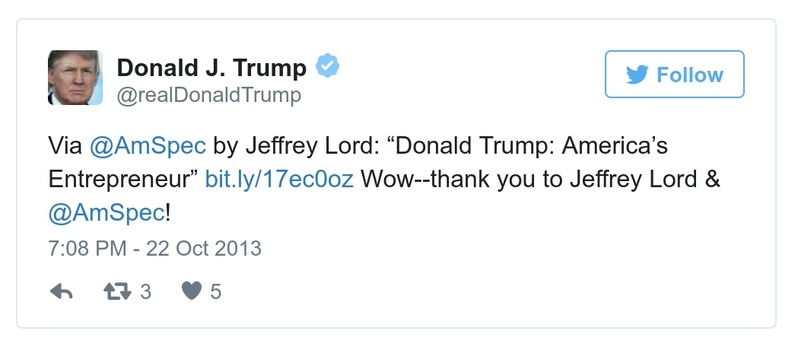 Donald J. Trump
@realDonaldTrump
Follow
Via @AmSpec by Jeffrey Lord: “Donald Trump: America’s
Entrepreneur” bit.ly/17ec0oz Wow--thank you to Jeffrey Lord &
@AmSpec!
7:08 PM - 22 Oct 2013
3 5